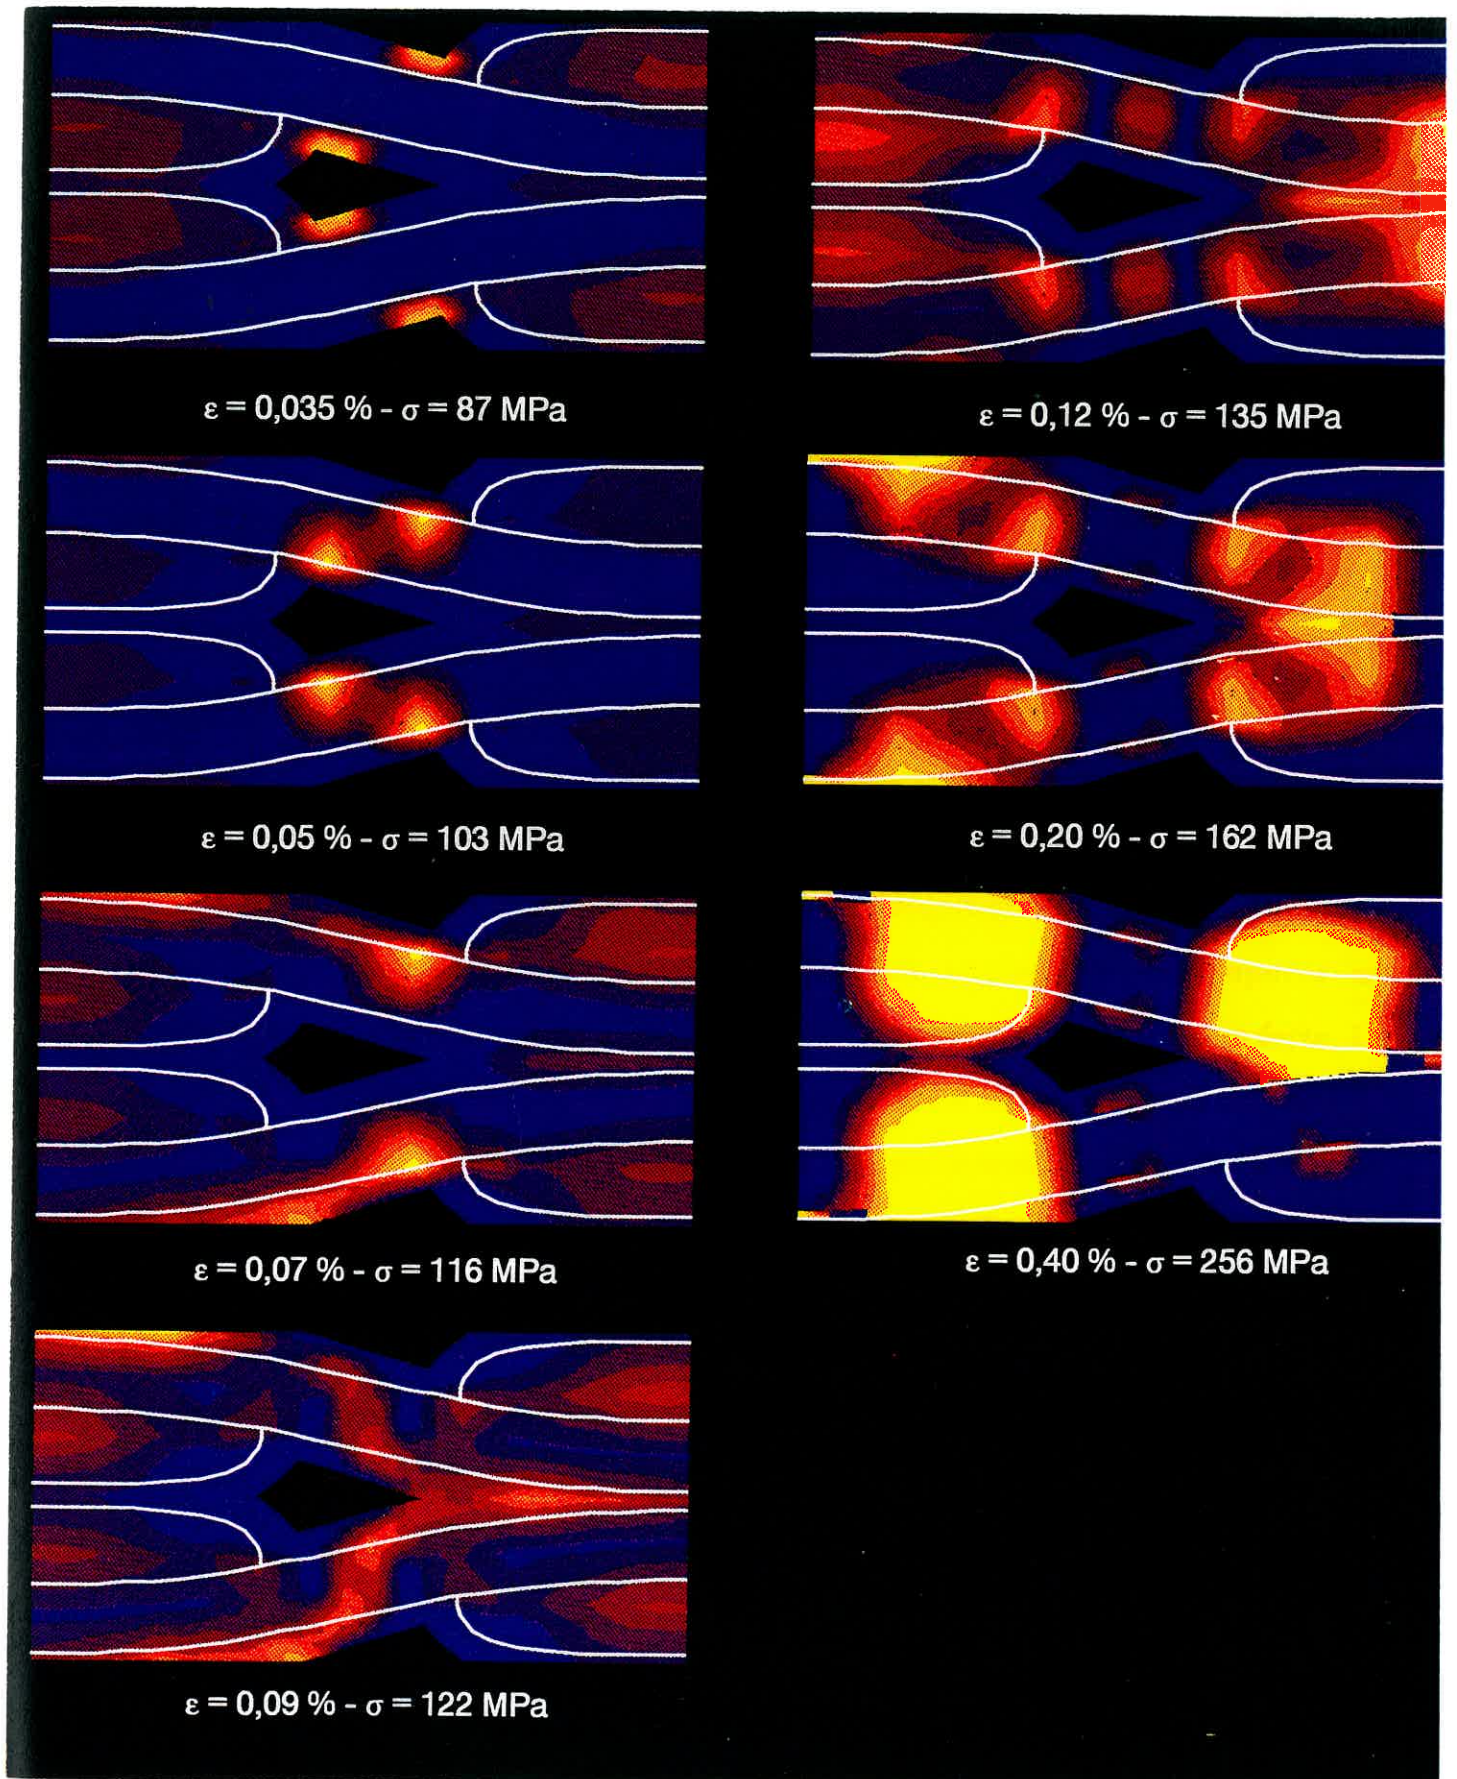 ε = 0,035 % - σ = 87 MPa
ε = 0,05 % - σ = 103 MPa
ε = 0,07 % - σ = 116 MPa
ε = 0,09 % - σ = 122 MPa
ε = 0,12 % - σ = 135 MPa
ε = 0,20 % - σ = 162 MPa
ε = 0,40 % - σ = 256 MPa